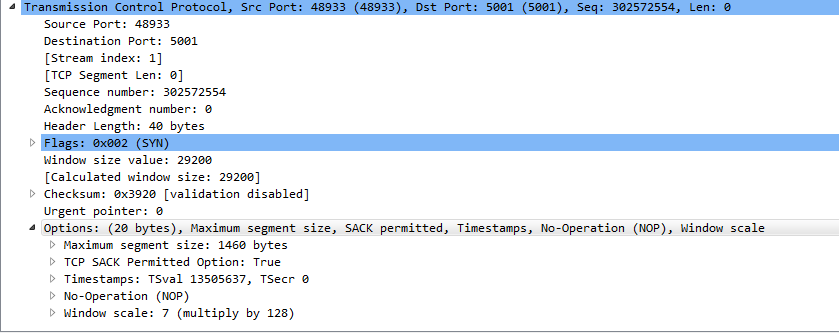 Transmission Control Protocol, Src Port: 48933 (48933), Dst Port: 5001 (5001), Seq: 302572554, Len: 0
Source Port: 48933
Destination Port: 5001
[Stream index: 1]
[TCP Segment Len: 0]
Sequence number: 302572554
Acknowledgment number: 0
Header Length: 40 bytes
Flags: 0x002 (SYN)
Window size value: 29200
[Calculated window size: 29200]
Checksum: 0x3920 [validation disabled]
Urgent pointer: 0
Options: (20 bytes), Maximum segment size, SACK permitted, Timestamps, No-Operation (NOP), Window scale
Maximum segment size: 1460 bytes
TCP SACK Permitted Option: True
Timestamps: TSval 13505637, TSecr 0
No-Operation (NOP)
Window scale: 7 (multiply by 128)